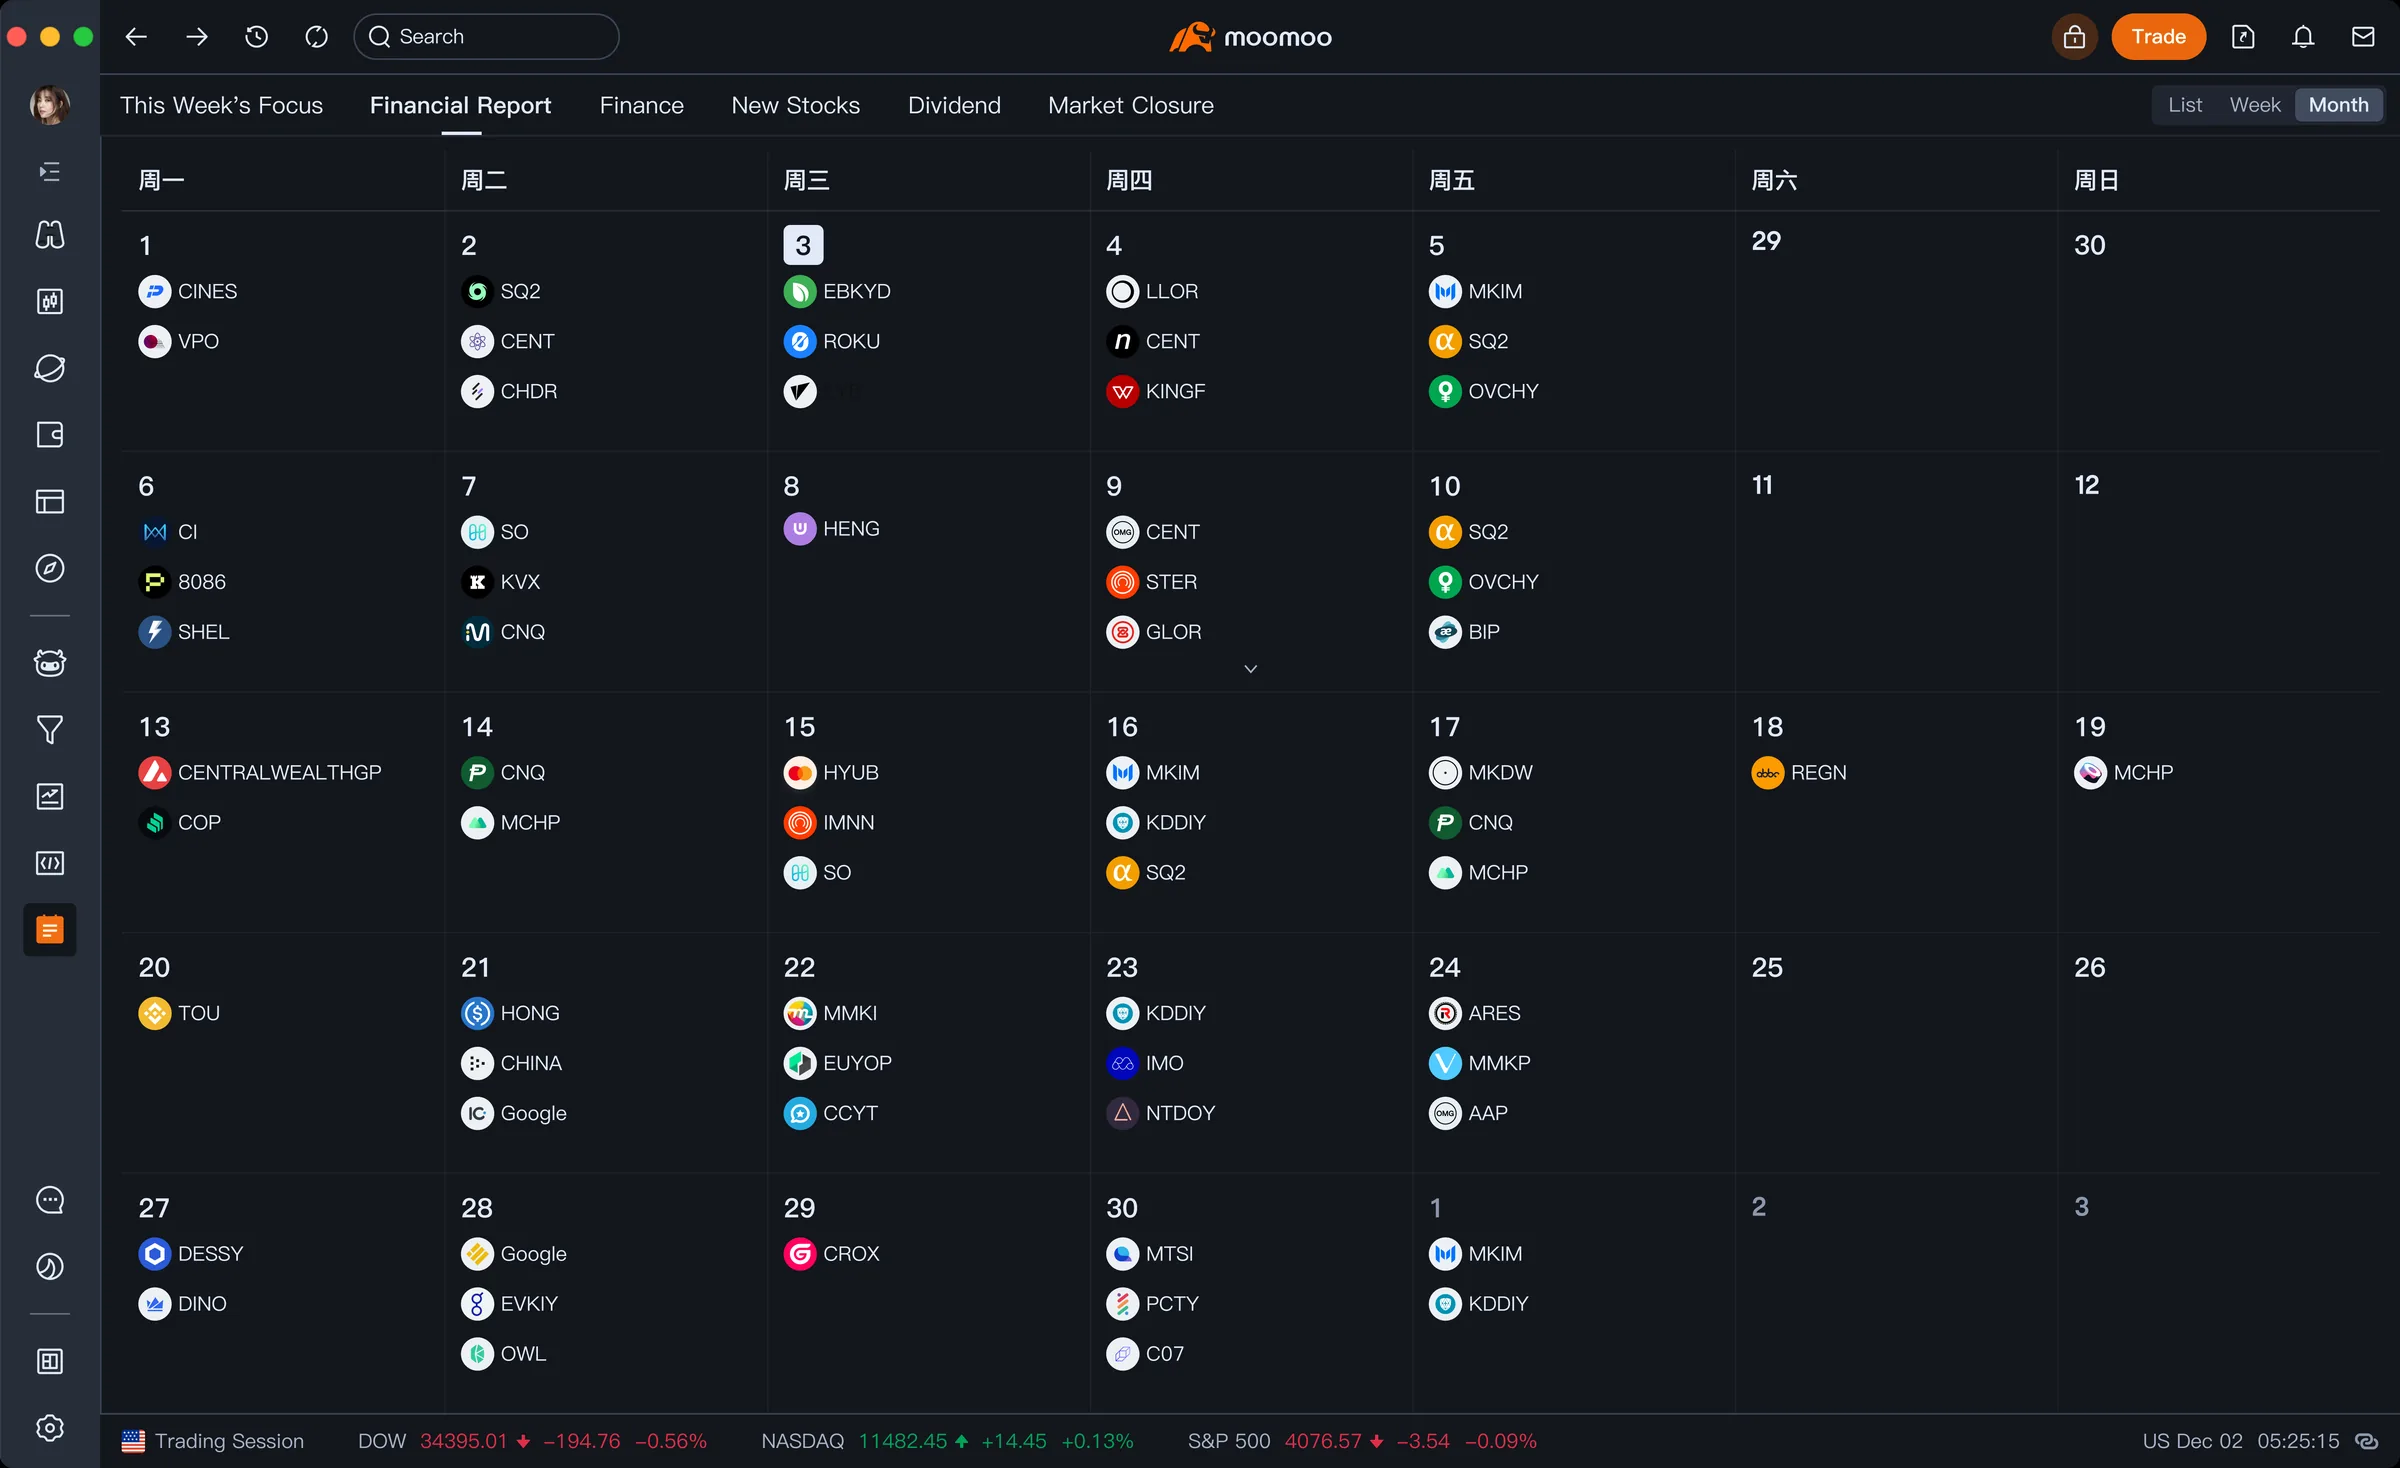 Search
moomoo
Trade
This Week's Focus Financial Report Finance New Stocks Dividend Market Closure
List Week Month
周一 周二 周三 周四 周五 周六 周日
1 2 3 4 5 29 30
CINES SQ2 EBKYD LLOR MKIM
VPO CENT ROKU CENT SQ2
CHDR KINGF OVCHY
6 7 8 9 10 11 12
CI SO HENG CENT SQ2
8086 KVX STER OVCHY
SHEL CNQ GLOR BIP
13 14 15 16 17 18 19
CENTRALWEALTHGP CNQ HYUB MKIM MKDW REGN MCHP
COP MCHP IMNN KDDIY CNQ
SO SQ2 MCHP
20 21 22 23 24 25 26
TOU HONG MMKI KDDIY ARES
CHINA EUYOP IMO MMKP
Google CCYT NTDOY AAP
27 28 29 30 1 2 3
DESSY Google CROX MTSI MKIM
DINO EVKIY PCTY KDDIY
OWL C07
Trading Session DOW 34395.01 −194.76 −0.56% NASDAQ 11482.45 +14.45 +0.13% S&P 500 4076.57 −3.54 −0.09% US Dec 02 05:25:15